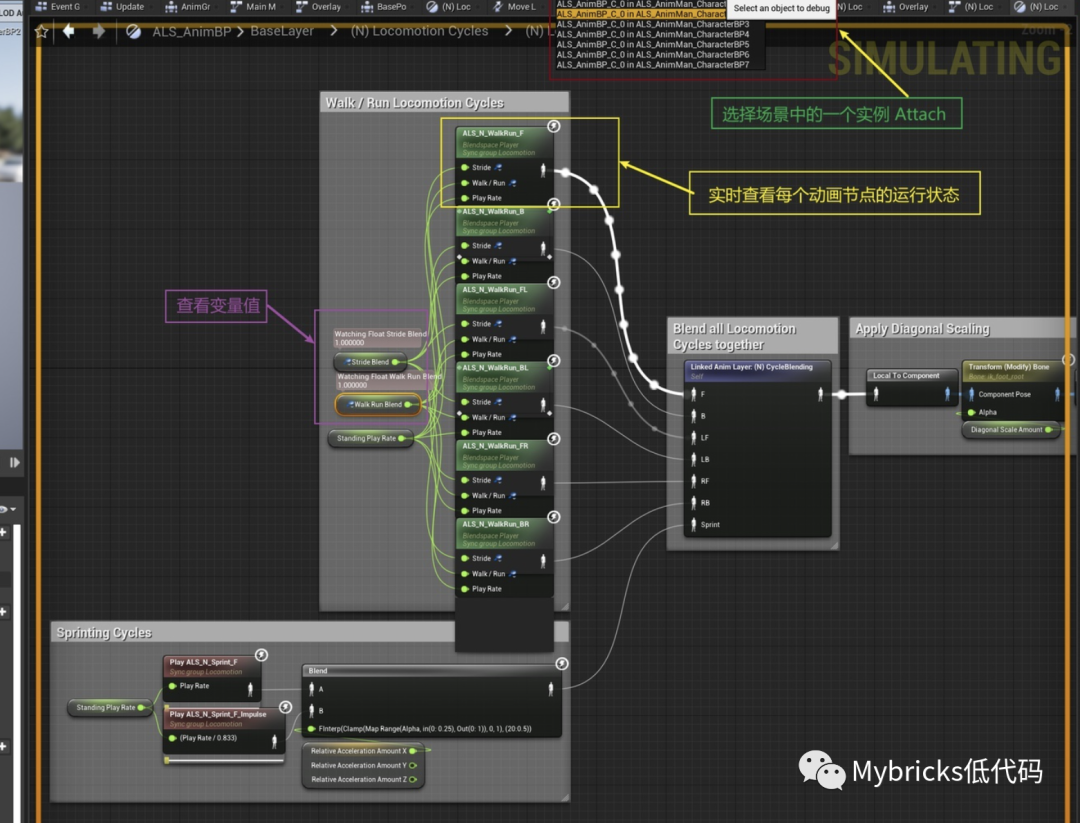 Event G
Update
AnimGr
Main M
Overlay
BasePo
(N) Loc
Move L
(N) Loc
Overlay
(N) Loc
(N) Loc
ALS_AnimBP_C_0 in ALS_AnimMan_Charact
ALS_AnimBP_C_0 in ALS_AnimMan_Charact
ALS_AnimBP_C_0 in ALS_AnimMan_CharacterBP3
ALS_AnimBP_C_0 in ALS_AnimMan_CharacterBP4
ALS_AnimBP_C_0 in ALS_AnimMan_CharacterBP5
ALS_AnimBP_C_0 in ALS_AnimMan_CharacterBP6
ALS_AnimBP_C_0 in ALS_AnimMan_CharacterBP7
Select an object to debug
ALS_AnimBP > BaseLayer > (N) Locomotion Cycles > (N)
Zoom
SIMULATING
选择场景中的一个实例 Attach
实时查看每个动画节点的运行状态
查看变量值
Walk / Run Locomotion Cycles
ALS_N_WalkRun_F
Blendspace Player
Sync group Locomotion
Stride
Walk / Run
Play Rate
ALS_N_WalkRun_B
Blendspace Player
Sync group Locomotion
Stride
Walk / Run
Play Rate
ALS_N_WalkRun_FL
Blendspace Player
Sync group Locomotion
Stride
Walk / Run
Play Rate
ALS_N_WalkRun_BL
Blendspace Player
Sync group Locomotion
Stride
Walk / Run
Play Rate
ALS_N_WalkRun_FR
Blendspace Player
Sync group Locomotion
Stride
Walk / Run
Play Rate
ALS_N_WalkRun_BR
Blendspace Player
Sync group Locomotion
Stride
Walk / Run
Play Rate
Watching Float Stride Blend
1.000000
Stride Blend
Watching Float Walk Run Blend
1.000000
Walk Run Blend
Standing Play Rate
Blend all Locomotion
Cycles together
Linked Anim Layer: (N) CycleBlending
Self
F
B
LF
LB
RF
RB
Sprint
Apply Diagonal Scaling
Local To Component
Transform (Modify) Bone
Bone ik_foot_root
Component Pose
Alpha
Diagonal Scale Amount
Sprinting Cycles
Play ALS_N_Sprint_F
Sync group Locomotion
Play Rate
Standing Play Rate
Play ALS_N_Sprint_F_Impulse
Sync group Locomotion
(Play Rate / 0.833)
Blend
A
B
FInterp(Clamp(Map Range(Alpha, in(0: 0.25), Out(0: 1)), 0, 1), (20:0.5))
Relative Acceleration Amount X
Relative Acceleration Amount Y
Relative Acceleration Amount Z
Mybricks低代码